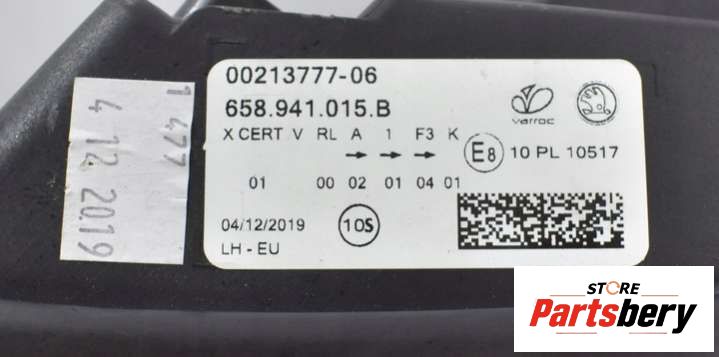 1 477
4 12 2019
00213777-06
658.941.015.B
X CERT V RL A 1 F3 K
01 00 02 01 04 01
04/12/2019
LH - EU
10S
varroc
E8 10 PL 10517
STORE
Partsbery